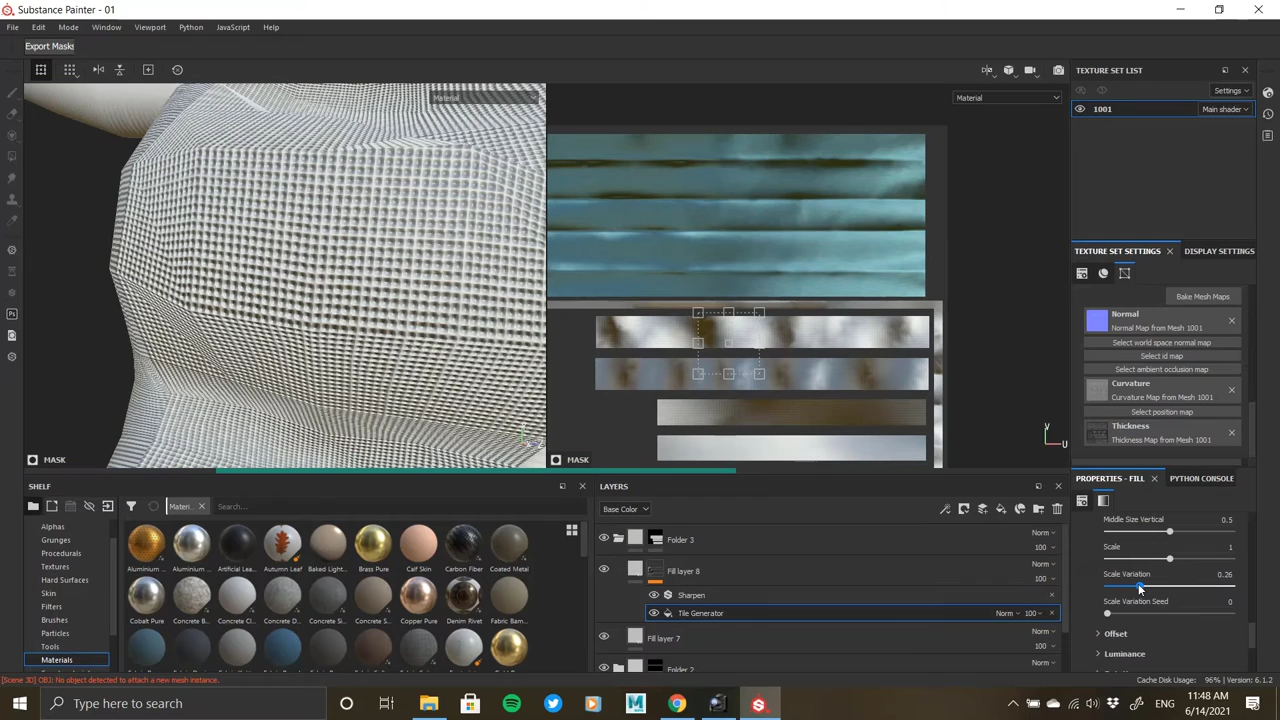 Substance Painter - 01
File Edit Mode Window Viewport Python JavaScript Help
Export Masks
Material
Material
MASK
MASK
V
U
TEXTURE SET LIST
Settings
1001 Main shader
TEXTURE SET SETTINGS DISPLAY SETTINGS
Bake Mesh Maps
Normal
Normal Map from Mesh 1001
Select world space normal map
Select id map
Select ambient occlusion map
Curvature
Curvature Map from Mesh 1001
Select position map
Thickness
Thickness Map from Mesh 1001
PROPERTIES - FILL PYTHON CONSOLE
Middle Size Vertical 0.5
Scale 1
Scale Variation 0.26
Scale Variation Seed 0
Offset
Luminance
SHELF
Materi... Search...
Alphas
Grunges
Procedurals
Textures
Hard Surfaces
Skin
Filters
Brushes
Particles
Tools
Materials
Aluminium ... Aluminium ... Artificial Lea... Autumn Leaf Baked Light... Brass Pure Calf Skin Carbon Fiber Coated Metal
Cobalt Pure Concrete B... Concrete Cl... Concrete D... Concrete S... Copper Pure Denim Rivet Fabric Bam...
LAYERS
Base Color
Folder 3 Norm
100
Fill layer 8 Norm
100
Sharpen
Tile Generator Norm 100
Fill layer 7 Norm
100
Folder 2 Norm
[Scene 3D] OBJ: No object detected to attach a new mesh instance.
Cache Disk Usage: 96% | Version: 6.1.2
Type here to search
Ps
ENG
11:48 AM
6/14/2021